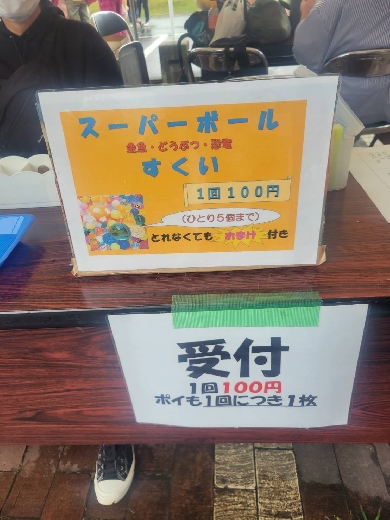 スーパーボール
金魚・どうぶつ・恐竜
すくい
1回100円
(ひとり5個まで)
とれなくても おまけ 付き
受付
1回100円
ポイも1回につき1枚